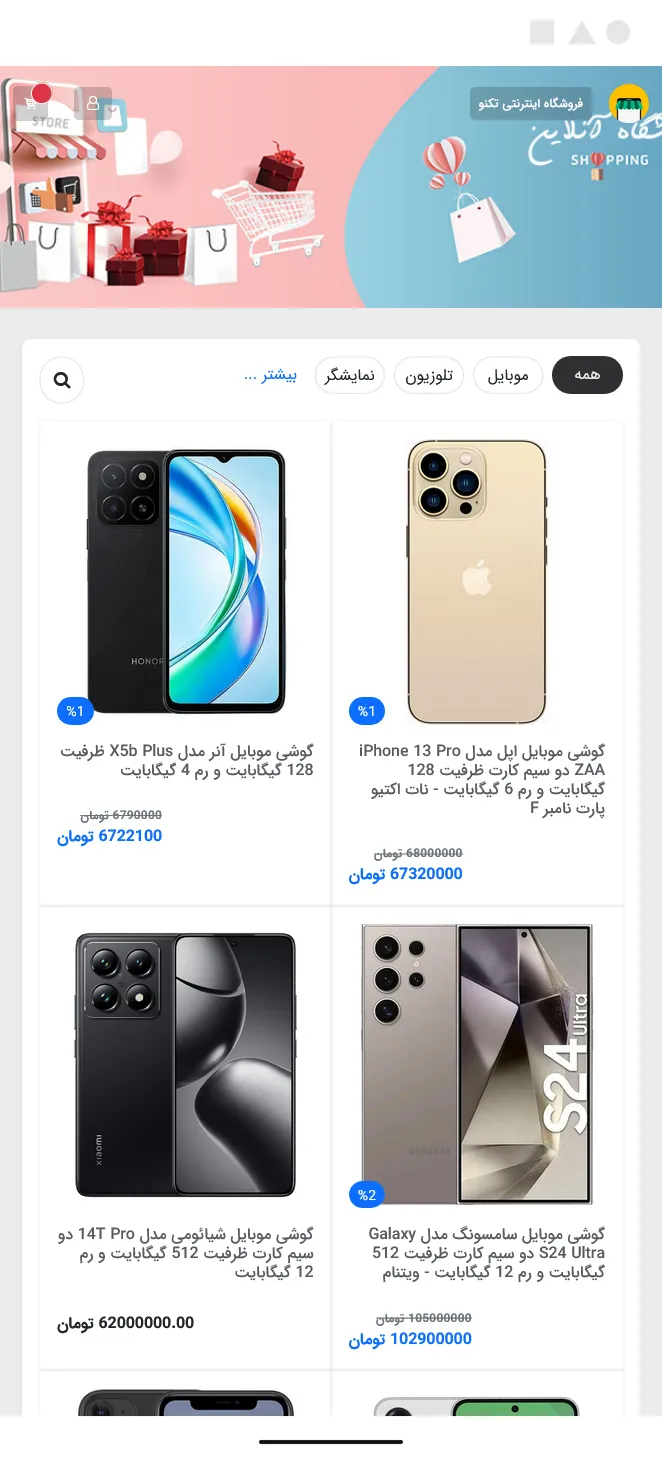 فروشگاه اینترنتی تکنو
آنلاین
SHOPPING
STORE
همه
موبایل
تلوزیون
نمایشگر
بیشتر ...
%1
گوشی موبایل اپل مدل iPhone 13 Pro
ZAA دو سیم کارت ظرفیت 128
گیگابایت و رم 6 گیگابایت - نات اکتیو
پارت نامبر F
68000000 تومان
67320000 تومان
HONOR
%1
گوشی موبایل آنر مدل X5b Plus ظرفیت
128 گیگابایت و رم 4 گیگابایت
6790000 تومان
6722100 تومان
S24 Ultra
SAMSUNG
%2
گوشی موبایل سامسونگ مدل Galaxy
S24 Ultra دو سیم کارت ظرفیت 512
گیگابایت و رم 12 گیگابایت - ویتنام
105000000 تومان
102900000 تومان
xiaomi
گوشی موبایل شیائومی مدل 14T Pro دو
سیم کارت ظرفیت 512 گیگابایت و رم
12 گیگابایت
62000000.00 تومان